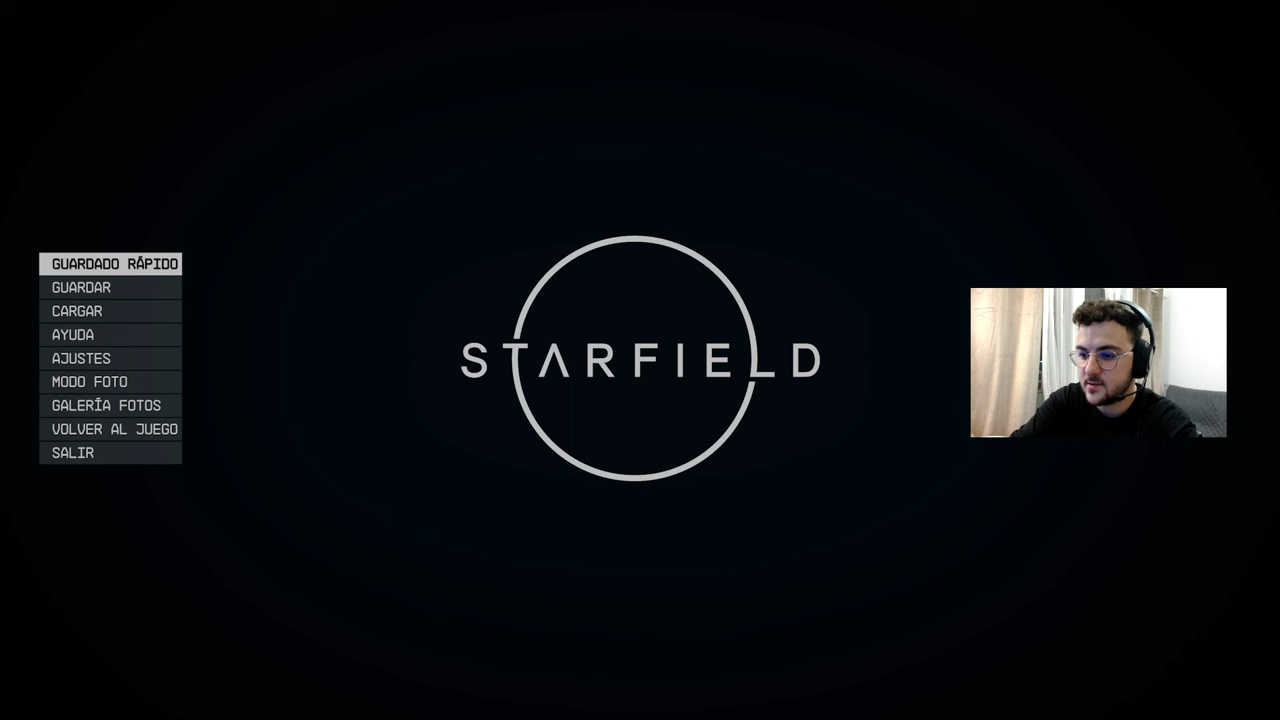 GUARDADO RÁPIDO
GUARDAR
CARGAR
AYUDA
AJUSTES
MODO FOTO
GALERÍA FOTOS
VOLVER AL JUEGO
SALIR
STARFIELD